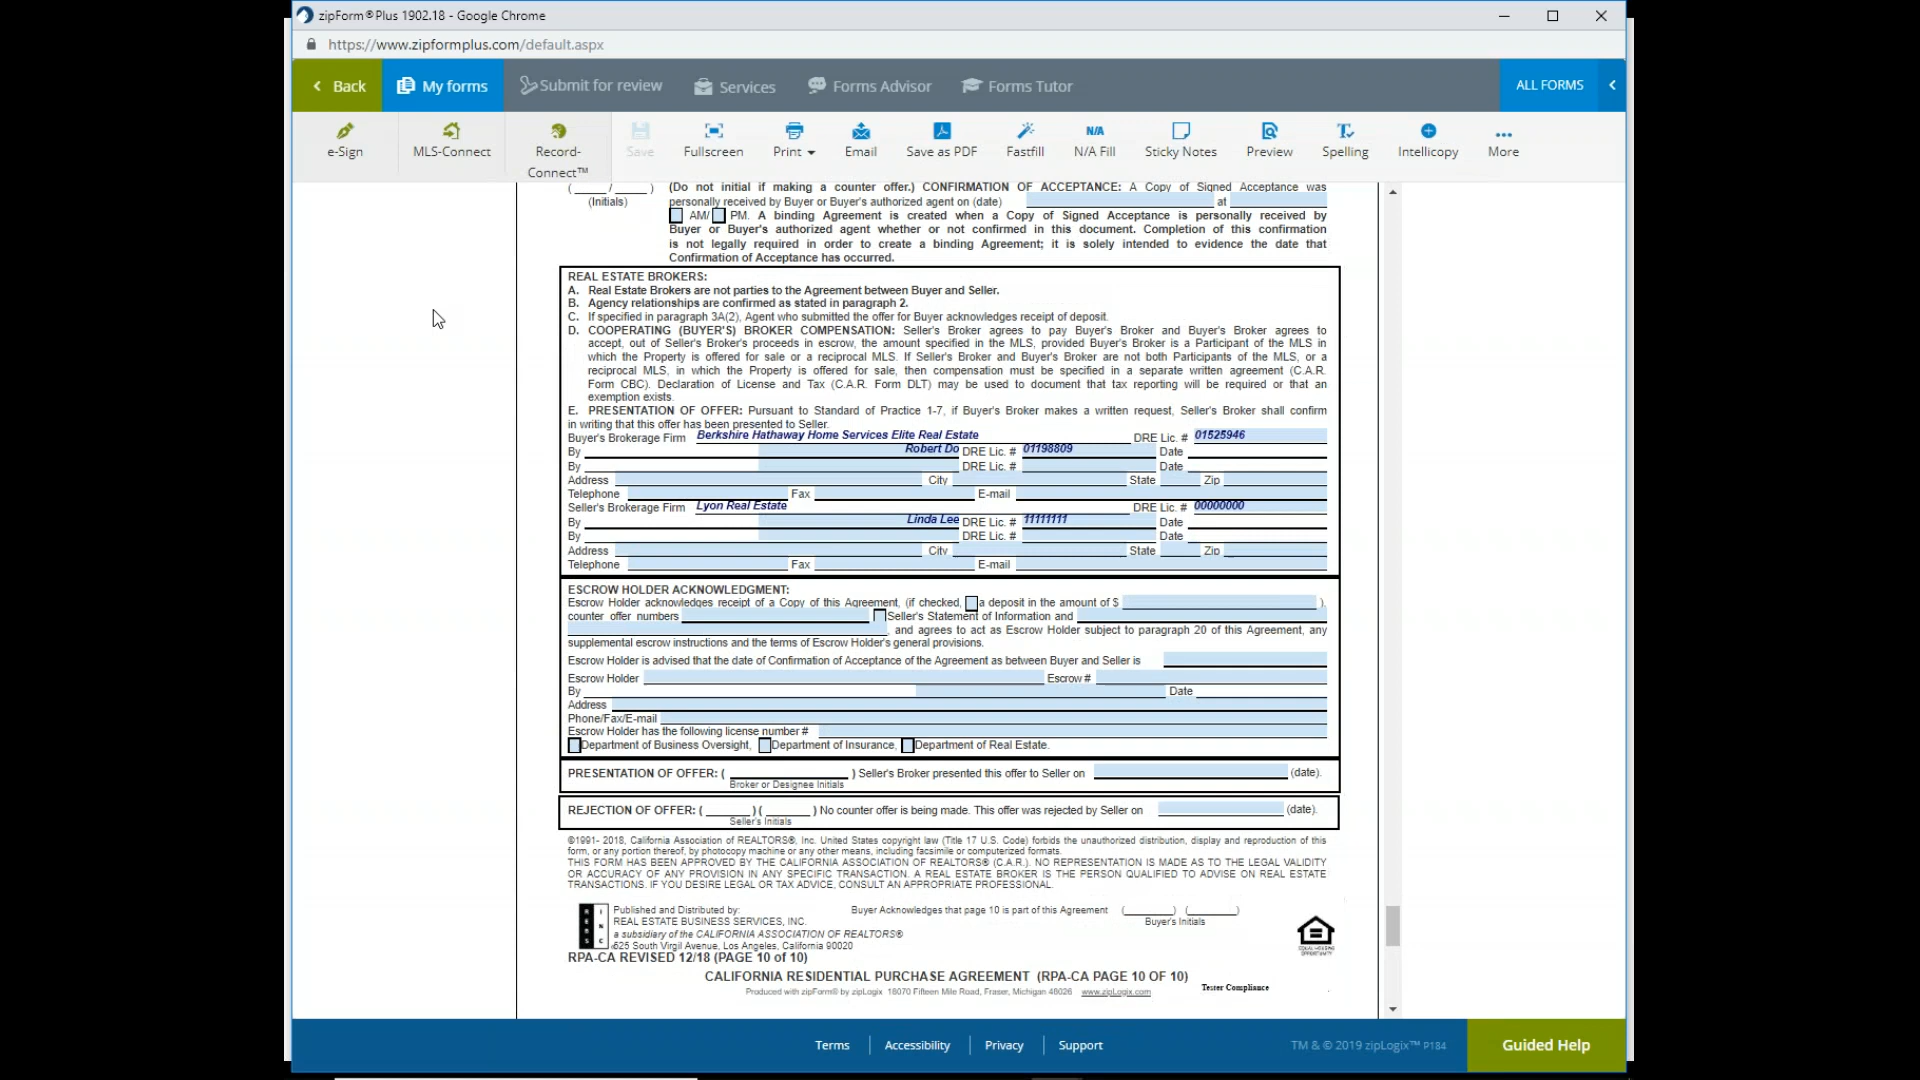 zipForm®Plus 1902.18 - Google Chrome
https://www.zipformplus.com/default.aspx
Back My forms Submit for review Services Forms Advisor Forms Tutor ALL FORMS
e-Sign MLS-Connect Record-Connect™ Save Fullscreen Print Email Save as PDF Fastfill N/A N/A Fill Sticky Notes Preview Spelling Intellicopy More
( _____ / _____ ) (Do not initial if making a counter offer.) CONFIRMATION OF ACCEPTANCE: A Copy of Signed Acceptance was
(Initials) personally received by Buyer or Buyer's authorized agent on (date) at
AM/ PM. A binding Agreement is created when a Copy of Signed Acceptance is personally received by
Buyer or Buyer's authorized agent whether or not confirmed in this document. Completion of this confirmation
is not legally required in order to create a binding Agreement; it is solely intended to evidence the date that
Confirmation of Acceptance has occurred.
REAL ESTATE BROKERS:
A. Real Estate Brokers are not parties to the Agreement between Buyer and Seller.
B. Agency relationships are confirmed as stated in paragraph 2.
C. If specified in paragraph 3A(2), Agent who submitted the offer for Buyer acknowledges receipt of deposit.
D. COOPERATING (BUYER'S) BROKER COMPENSATION: Seller's Broker agrees to pay Buyer's Broker and Buyer's Broker agrees to
accept, out of Seller's Broker's proceeds in escrow, the amount specified in the MLS, provided Buyer's Broker is a Participant of the MLS in
which the Property is offered for sale or a reciprocal MLS. If Seller's Broker and Buyer's Broker are not both Participants of the MLS, or a
reciprocal MLS, in which the Property is offered for sale, then compensation must be specified in a separate written agreement (C.A.R.
Form CBC). Declaration of License and Tax (C.A.R. Form DLT) may be used to document that tax reporting will be required or that an
exemption exists.
E. PRESENTATION OF OFFER: Pursuant to Standard of Practice 1-7, if Buyer's Broker makes a written request, Seller's Broker shall confirm
in writing that this offer has been presented to Seller.
Buyer's Brokerage Firm Berkshire Hathaway Home Services Elite Real Estate DRE Lic. # 01525946
By Robert Do DRE Lic. # 01198809 Date
By DRE Lic. # Date
Address City State Zip
Telephone Fax E-mail
Seller's Brokerage Firm Lyon Real Estate DRE Lic. # 00000000
By Linda Lee DRE Lic. # 11111111 Date
By DRE Lic. # Date
Address City State Zip
Telephone Fax E-mail
ESCROW HOLDER ACKNOWLEDGMENT:
Escrow Holder acknowledges receipt of a Copy of this Agreement, (if checked, a deposit in the amount of $ ),
counter offer numbers Seller's Statement of Information and
, and agrees to act as Escrow Holder subject to paragraph 20 of this Agreement, any
supplemental escrow instructions and the terms of Escrow Holder's general provisions.
Escrow Holder is advised that the date of Confirmation of Acceptance of the Agreement as between Buyer and Seller is
Escrow Holder Escrow #
By Date
Address
Phone/Fax/E-mail
Escrow Holder has the following license number #
Department of Business Oversight, Department of Insurance, Department of Real Estate.
PRESENTATION OF OFFER: ( ) Seller's Broker presented this offer to Seller on (date).
Broker or Designee Initials
REJECTION OF OFFER: ( ) ( ) No counter offer is being made. This offer was rejected by Seller on (date).
Seller's Initials
©1991- 2018, California Association of REALTORS®, Inc. United States copyright law (Title 17 U.S. Code) forbids the unauthorized distribution, display and reproduction of this
form, or any portion thereof, by photocopy machine or any other means, including facsimile or computerized formats.
THIS FORM HAS BEEN APPROVED BY THE CALIFORNIA ASSOCIATION OF REALTORS® (C.A.R.). NO REPRESENTATION IS MADE AS TO THE LEGAL VALIDITY
OR ACCURACY OF ANY PROVISION IN ANY SPECIFIC TRANSACTION. A REAL ESTATE BROKER IS THE PERSON QUALIFIED TO ADVISE ON REAL ESTATE
TRANSACTIONS. IF YOU DESIRE LEGAL OR TAX ADVICE, CONSULT AN APPROPRIATE PROFESSIONAL.
Published and Distributed by: Buyer Acknowledges that page 10 is part of this Agreement ( ) ( )
REAL ESTATE BUSINESS SERVICES, INC. Buyer's Initials
a subsidiary of the CALIFORNIA ASSOCIATION OF REALTORS®
525 South Virgil Avenue, Los Angeles, California 90020
RPA-CA REVISED 12/18 (PAGE 10 of 10)
CALIFORNIA RESIDENTIAL PURCHASE AGREEMENT (RPA-CA PAGE 10 OF 10)
Produced with zipForm® by zipLogix 18070 Fifteen Mile Road, Fraser, Michigan 48026 www.zipLogix.com Tester Compliance
Terms Accessibility Privacy Support TM & © 2019 zipLogix™ P184 Guided Help